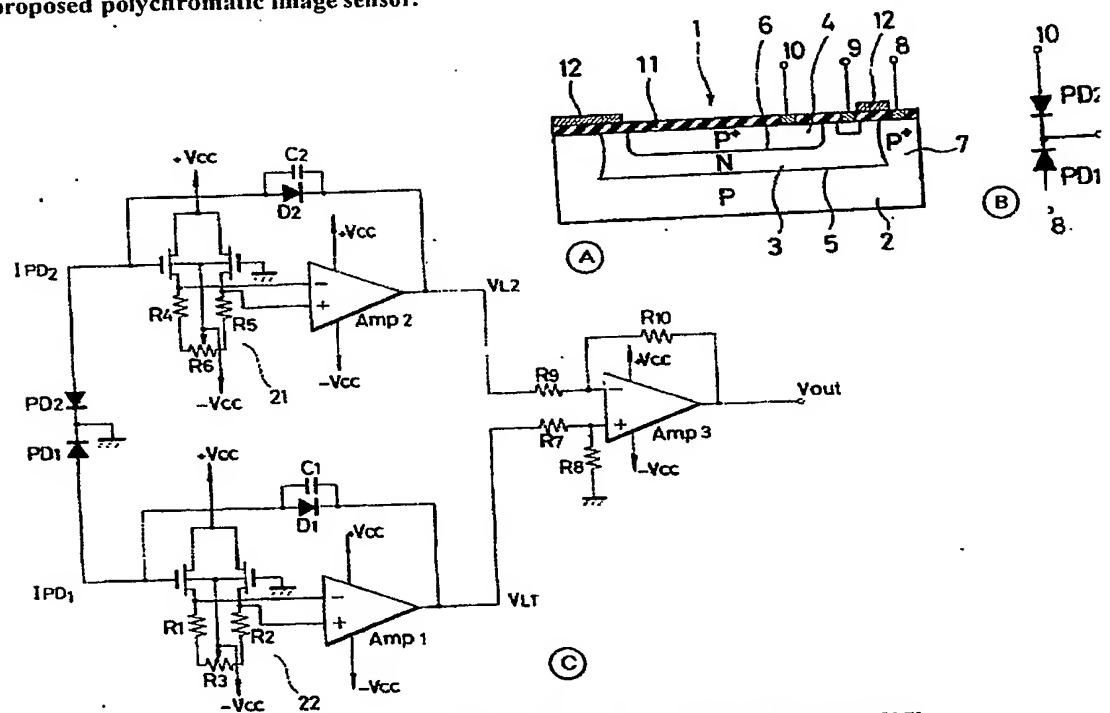 proposed polychromatic image sensor.
1
6
10
4
9
12
8
12
11
P+
N
P
P+
7
3
5
2
A
10
PD2
PD1
8
B
+Vcc
C2
D2
IPD2
R4
R5
R6
-Vcc
21
+Vcc
-
+
Amp 2
-Vcc
VL2
PD2
PD1
R9
R10
+Vcc
-
+
Amp 3
-Vcc
R7
R8
Vout
+Vcc
C1
D1
IPD1
R1
R2
R3
-Vcc
22
+Vcc
-
+
Amp 1
-Vcc
VLT
C